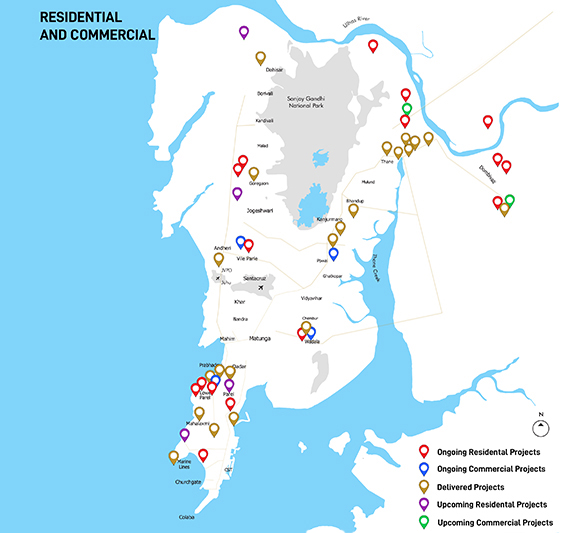 RESIDENTIAL
AND COMMERCIAL
Ulhas River
Dahisar
Borivali
Sanjay Gandhi
National Park
Kandivali
Malad
Thane
Dombivali
Goregaon
Mulund
Bhandup
Jogeshwari
Kanjurmarg
Andheri
Vile Parle
Powai
Thane Creek
JVPD
Juhu
Santacruz
Ghatkopar
Khar
Vidyavihar
Bandra
Chembur
Mahim
Matunga
Wadala
Prabhadevi
Dadar
Lower
Parel
Parel
Mahalaxmi
Marine
Lines
CST
Churchgate
Colaba
N
Ongoing Residental Projects
Ongoing Commercial Projects
Delivered Projects
Upcoming Residental Projects
Upcoming Commercial Projects